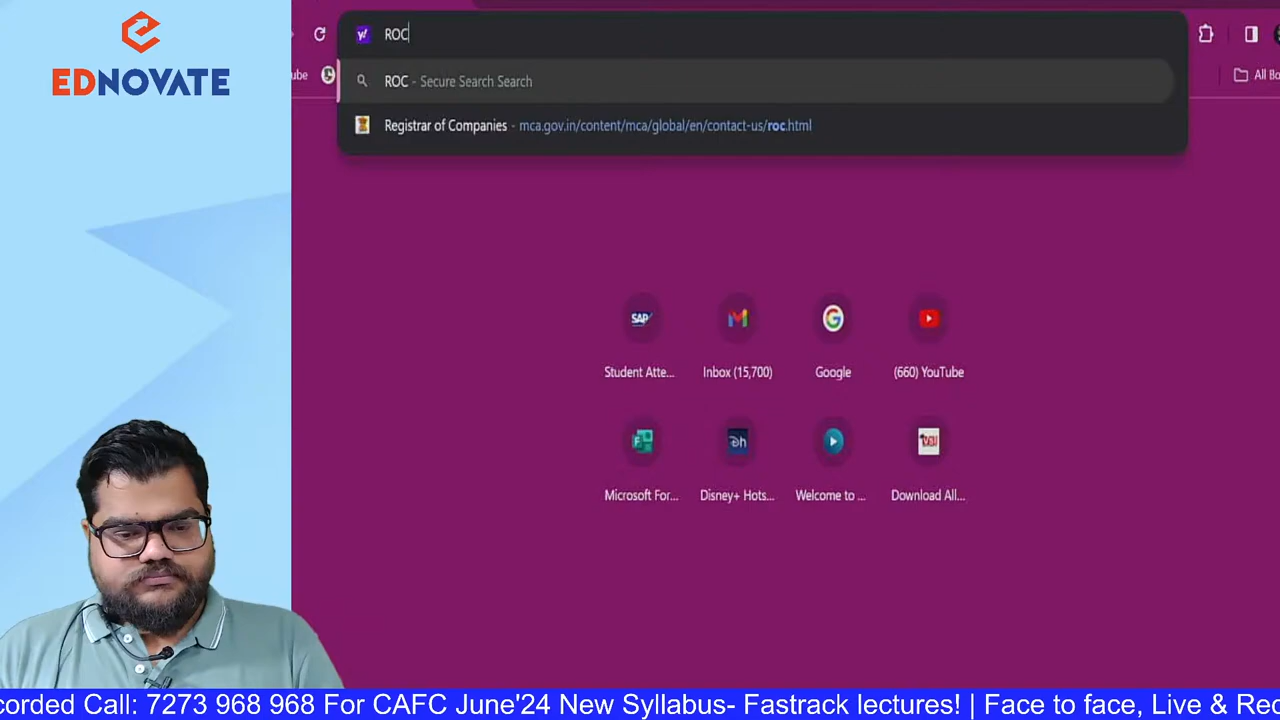 EDNOVATE
ROC
ube
All Bo
ROC - Secure Search Search
Registrar of Companies - mca.gov.in/content/mca/global/en/contact-us/roc.html
SAP
Student Atte...
Inbox (15,700)
Google
(660) YouTube
Microsoft For...
Disney+ Hots...
Welcome to ...
Download All...
corded Call: 7273 968 968 For CAFC June'24 New Syllabus- Fastrack lectures! | Face to face, Live & Rec